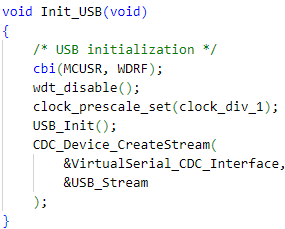 void Init_USB(void)
{
    /* USB initialization */
    cbi(MCUSR, WDRF);
    wdt_disable();
    clock_prescale_set(clock_div_1);
    USB_Init();
    CDC_Device_CreateStream(
        &VirtualSerial_CDC_Interface,
        &USB_Stream
    );
}